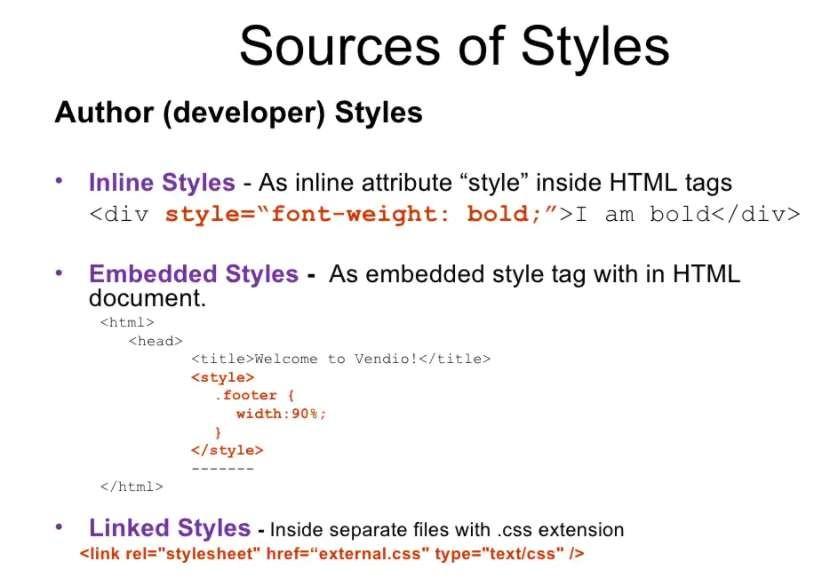 Sources of Styles
Author (developer) Styles
• Inline Styles - As inline attribute “style” inside HTML tags
<div style=“font-weight: bold;”>I am bold</div>
• Embedded Styles - As embedded style tag with in HTML
document.
<html>
<head>
<title>Welcome to Vendio!</title>
<style>
.footer {
width:90%;
}
</style>
-------
</html>
• Linked Styles - Inside separate files with .css extension
<link rel="stylesheet" href=“external.css" type="text/css" />